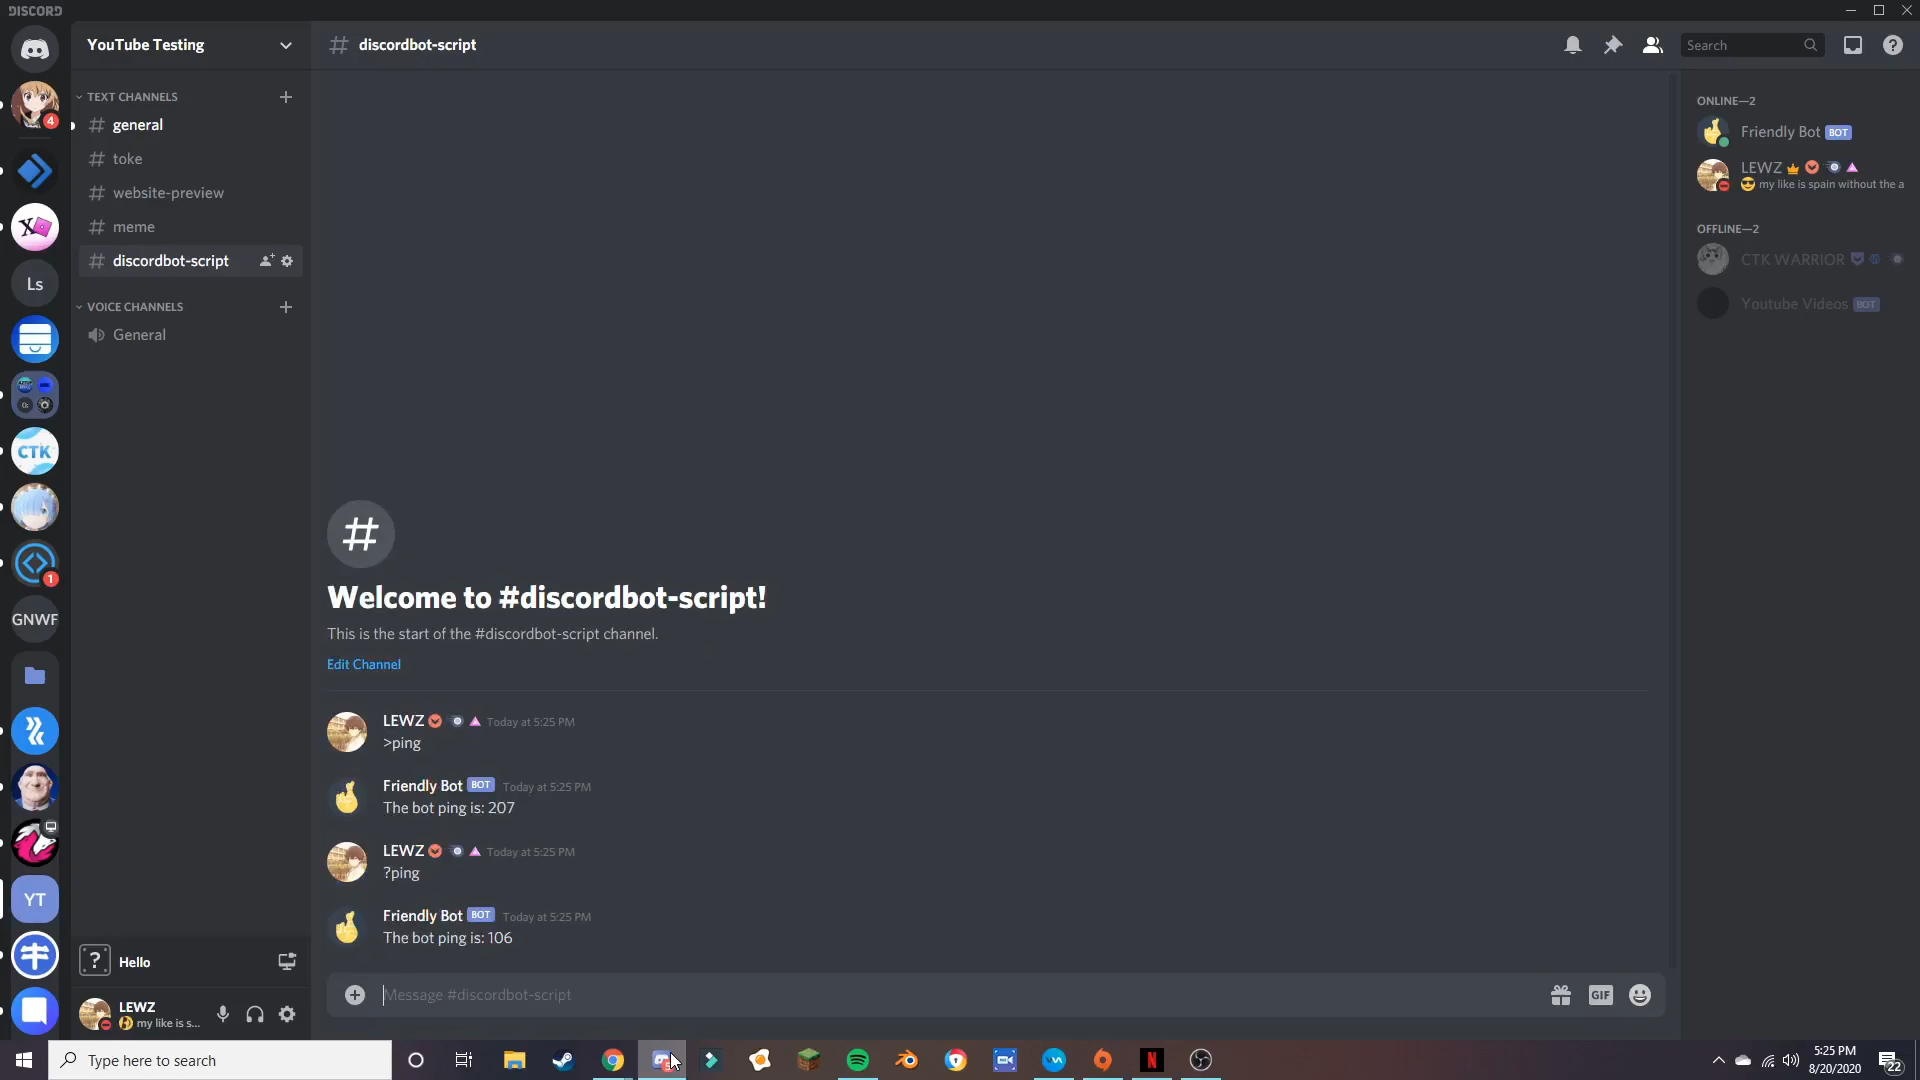 DISCORD
YouTube Testing
discordbot-script
Search
TEXT CHANNELS
general
toke
website-preview
meme
discordbot-script
VOICE CHANNELS
General
4
Ls
CTK
1
GNWF
YT
Welcome to #discordbot-script!
This is the start of the #discordbot-script channel.
Edit Channel
LEWZ Today at 5:25 PM
>ping
Friendly Bot BOT Today at 5:25 PM
The bot ping is: 207
LEWZ Today at 5:25 PM
?ping
Friendly Bot BOT Today at 5:25 PM
The bot ping is: 106
Message #discordbot-script
GIF
ONLINE—2
Friendly Bot BOT
LEWZ
my like is spain without the a
OFFLINE—2
CTK WARRIOR
Youtube Videos BOT
? Hello
LEWZ
my like is s...
Type here to search
5:25 PM
8/20/2020
22